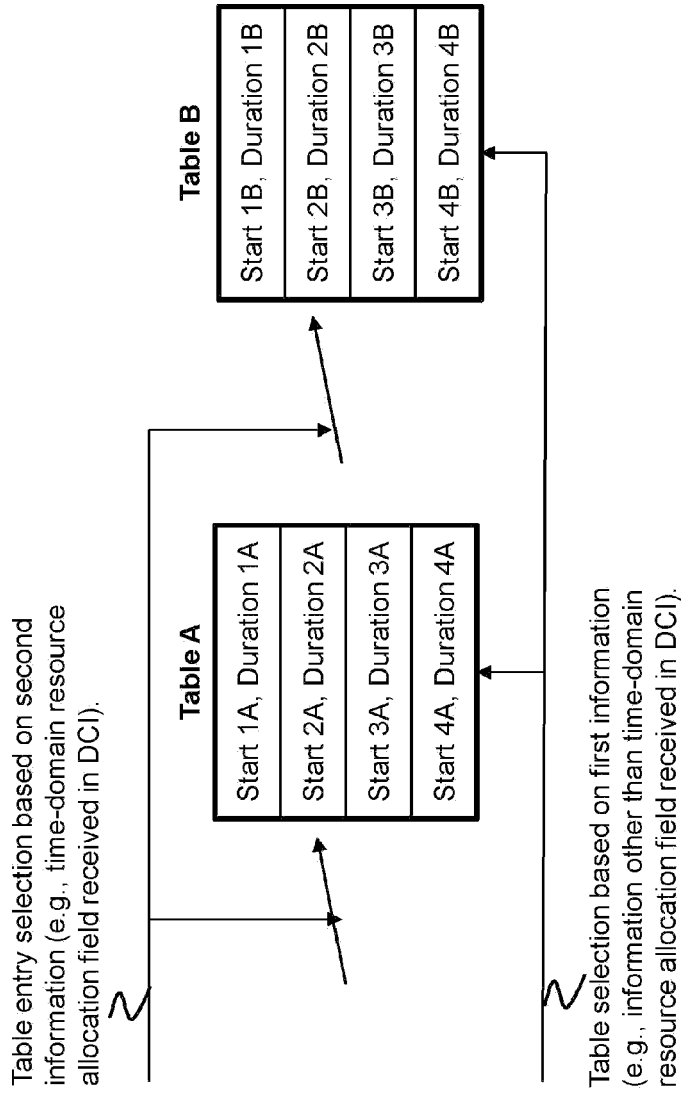 Table entry selection based on second
information (e.g., time-domain resource
allocation field received in DCI).
Table A
Start 1A, Duration 1A
Start 2A, Duration 2A
Start 3A, Duration 3A
Start 4A, Duration 4A
Table B
Start 1B, Duration 1B
Start 2B, Duration 2B
Start 3B, Duration 3B
Start 4B, Duration 4B
Table selection based on first information
(e.g., information other than time-domain
resource allocation field received in DCI).